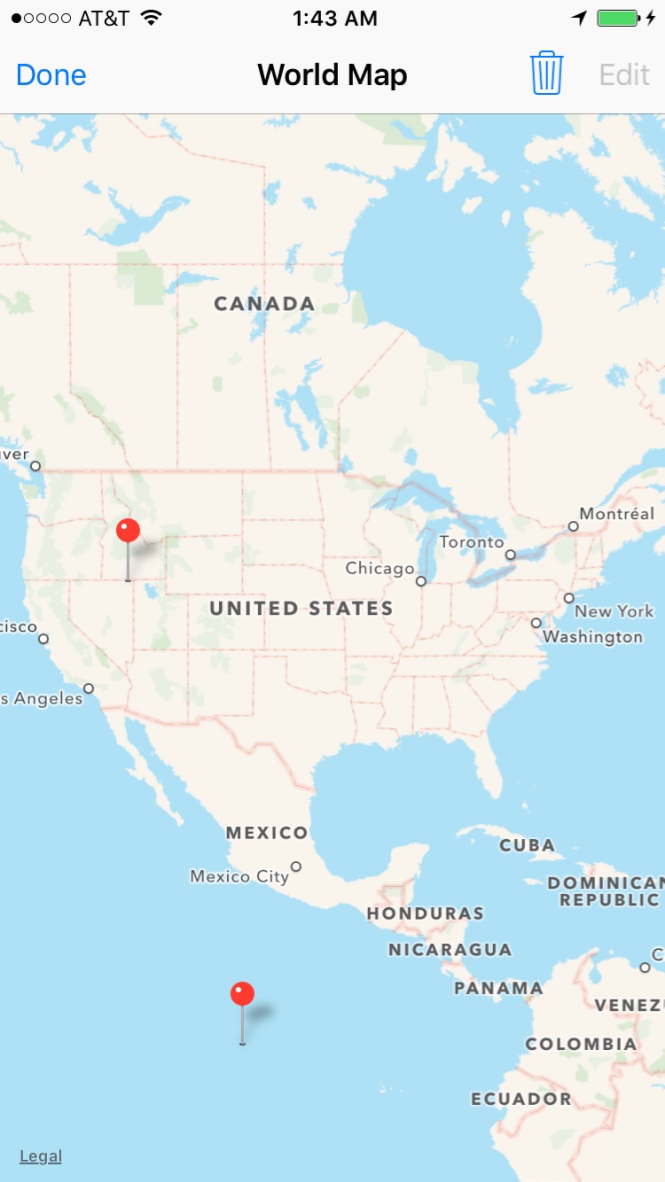 AT&T 1:43 AM
Done World Map Edit
CANADA
ver
Montréal
Toronto
Chicago
UNITED STATES
New York
cisco
Washington
s Angeles
MEXICO
CUBA
Mexico City
DOMINICAN
REPUBLIC
HONDURAS
NICARAGUA
C
PANAMA
VENEZU
COLOMBIA
ECUADOR
Legal